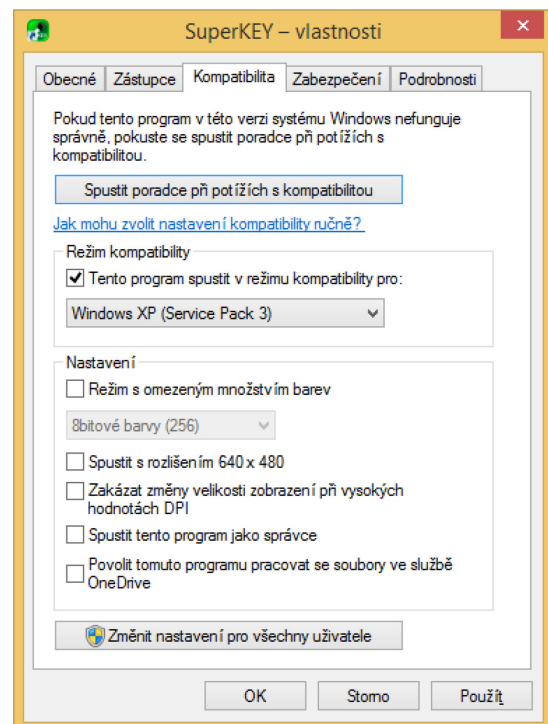 SuperKEY – vlastnosti
Obecné Zástupce Kompatibilita Zabezpečení Podrobnosti
Pokud tento program v této verzi systému Windows nefunguje
správně, pokuste se spustit poradce při potížích s
kompatibilitou.
Spustit poradce při potížích s kompatibilitou
Jak mohu zvolit nastavení kompatibility ručně?
Režim kompatibility
Tento program spustit v režimu kompatibility pro:
Windows XP (Service Pack 3)
Nastavení
Režim s omezeným množstvím barev
8bitové barvy (256)
Spustit s rozlišením 640 x 480
Zakázat změny velikosti zobrazení při vysokých
hodnotách DPI
Spustit tento program jako správce
Povolit tomuto programu pracovat se soubory ve službě
OneDrive
Změnit nastavení pro všechny uživatele
OK Storno Použít